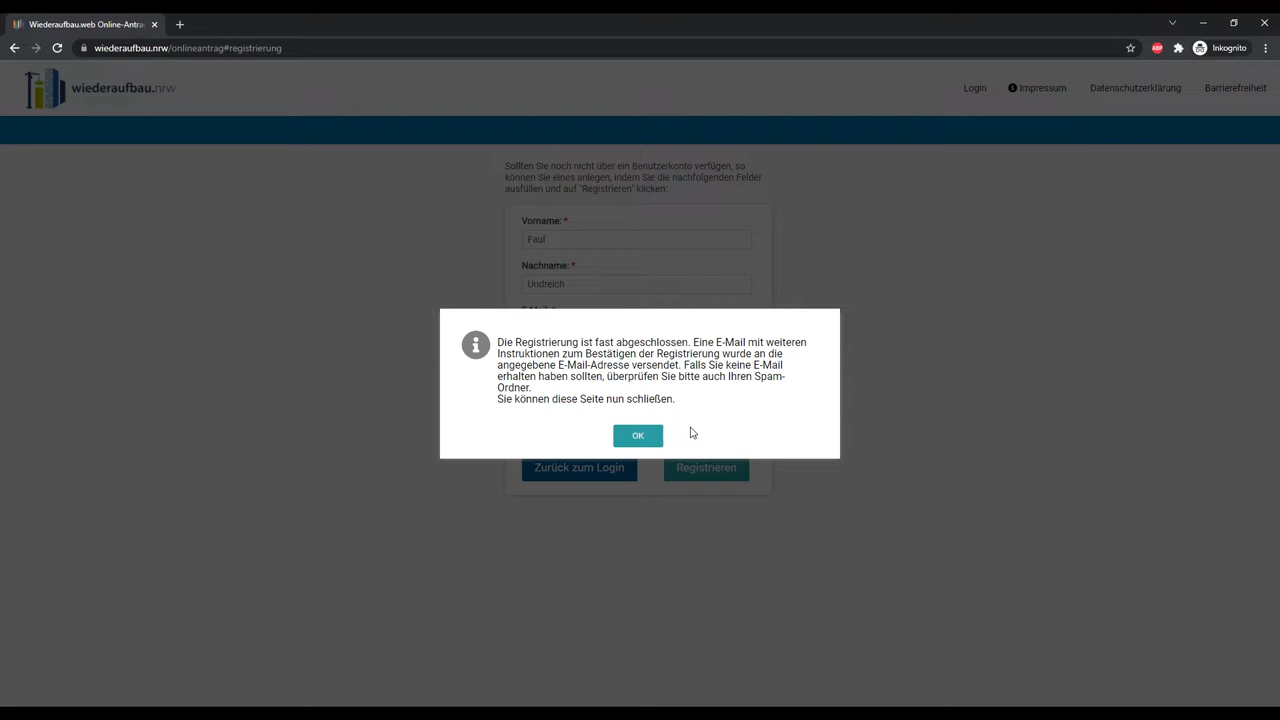 Wiederaufbau.web Online-Antra
wiederaufbau.nrw/onlineantrag#registrierung
ABP
Inkognito
wiederaufbau.nrw
Login
Impressum
Datenschutzerklärung
Barrierefreiheit
Sollten Sie noch nicht über ein Benutzerkonto verfügen, so
können Sie eines anlegen, indem Sie die nachfolgenden Felder
ausfüllen und auf "Registrieren" klicken:
Vorname: *
Faul
Nachname: *
Undreich
Die Registrierung ist fast abgeschlossen. Eine E-Mail mit weiteren
Instruktionen zum Bestätigen der Registrierung wurde an die
angegebene E-Mail-Adresse versendet. Falls Sie keine E-Mail
erhalten haben sollten, überprüfen Sie bitte auch Ihren Spam-
Ordner.
Sie können diese Seite nun schließen.
OK
Zurück zum Login
Registrieren